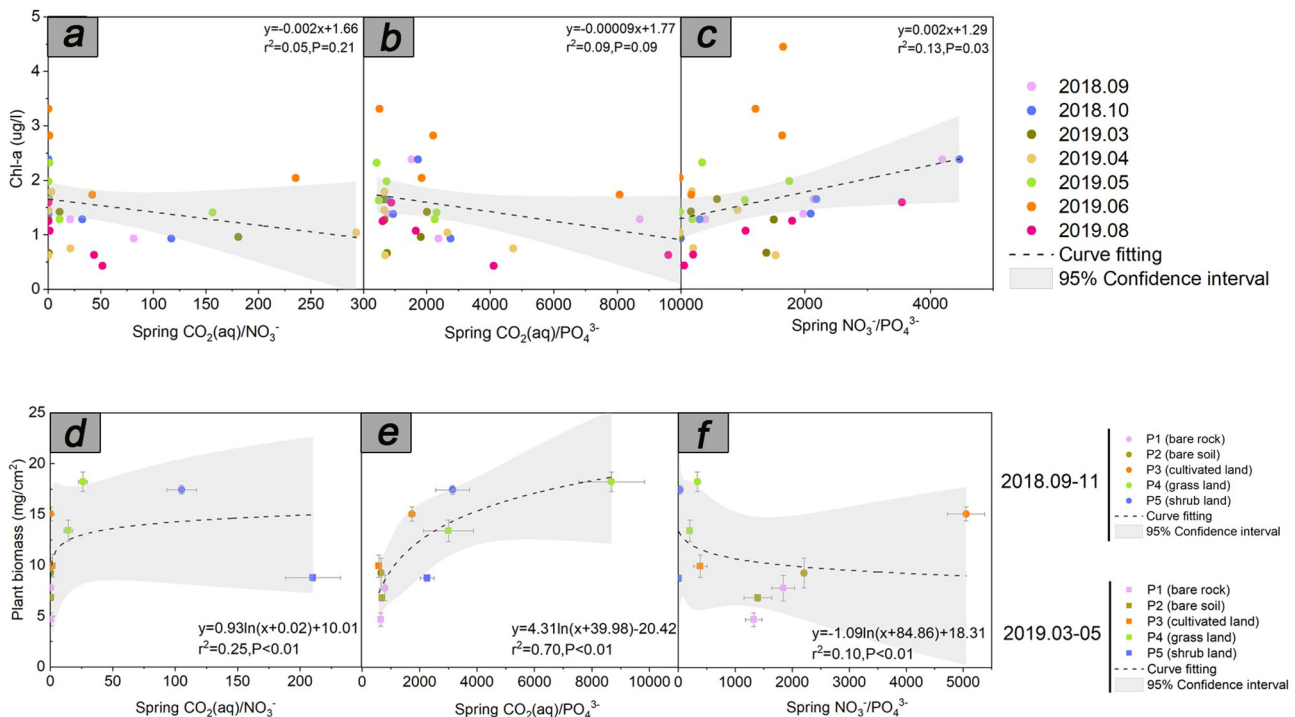 a
y=-0.002x+1.66
r²=0.05,P=0.21
b
y=-0.00009x+1.77
r²=0.09,P=0.09
c
y=0.002x+1.29
r²=0.13,P=0.03
Chl-a (ug/l)
5
4
3
2
1
0
0 50 100 150 200 250 300
0 2000 4000 6000 8000 10000
0 2000 4000
Spring CO₂(aq)/NO₃⁻
Spring CO₂(aq)/PO₄³⁻
Spring NO₃⁻/PO₄³⁻
2018.09
2018.10
2019.03
2019.04
2019.05
2019.06
2019.08
Curve fitting
95% Confidence interval
d
y=0.93ln(x+0.02)+10.01
r²=0.25,P<0.01
e
y=4.31ln(x+39.98)-20.42
r²=0.70,P<0.01
f
y=-1.09ln(x+84.86)+18.31
r²=0.10,P<0.01
Plant biomass (mg/cm²)
25
20
15
10
5
0
0 50 100 150 200
0 2000 4000 6000 8000 10000
0 1000 2000 3000 4000 5000
Spring CO₂(aq)/NO₃⁻
Spring CO₂(aq)/PO₄³⁻
Spring NO₃⁻/PO₄³⁻
2018.09-11
P1 (bare rock)
P2 (bare soil)
P3 (cultivated land)
P4 (grass land)
P5 (shrub land)
Curve fitting
95% Confidence interval
2019.03-05
P1 (bare rock)
P2 (bare soil)
P3 (cultivated land)
P4 (grass land)
P5 (shrub land)
Curve fitting
95% Confidence interval